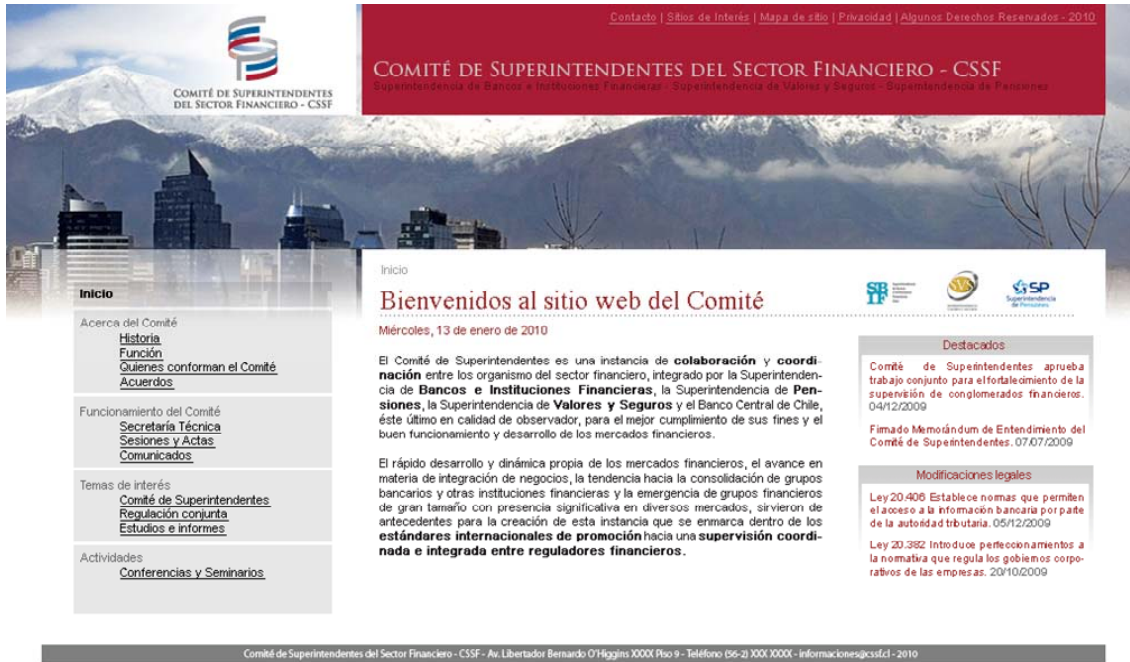 Contacto | Sitios de Interés | Mapa de sitio | Privacidad | Algunos Derechos Reservados - 2010
COMITÉ DE SUPERINTENDENTES
DEL SECTOR FINANCIERO - CSSF
COMITÉ DE SUPERINTENDENTES DEL SECTOR FINANCIERO - CSSF
Superintendencia de Bancos e Instituciones Financieras - Superintendencia de Valores y Seguros - Superintendencia de Pensiones
Inicio
Acerca del Comité
Historia
Función
Quienes conforman el Comité
Acuerdos
Funcionamiento del Comité
Secretaría Técnica
Sesiones y Actas
Comunicados
Temas de interés
Comité de Superintendentes
Regulación conjunta
Estudios e informes
Actividades
Conferencias y Seminarios
Inicio
Bienvenidos al sitio web del Comité
Miércoles, 13 de enero de 2010
El Comité de Superintendentes es una instancia de colaboración y coordi-
nación entre los organismo del sector financiero, integrado por la Superintenden-
cia de Bancos e Instituciones Financieras, la Superintendencia de Pen-
siones, la Superintendencia de Valores y Seguros y el Banco Central de Chile,
éste último en calidad de observador, para el mejor cumplimiento de sus fines y el
buen funcionamiento y desarrollo de los mercados financieros.
El rápido desarrollo y dinámica propia de los mercados financieros, el avance en
materia de integración de negocios, la tendencia hacia la consolidación de grupos
bancarios y otras instituciones financieras y la emergencia de grupos financieros
de gran tamaño con presencia significativa en diversos mercados, sirvieron de
antecedentes para la creación de esta instancia que se enmarca dentro de los
estándares internacionales de promoción hacia una supervisión coordi-
nada e integrada entre reguladores financieros.
SB
IF
SVS
SP
Superintendencia
de Pensiones
Destacados
Comité de Superintendentes aprueba
trabajo conjunto para el fortalecimiento de la
supervisión de conglomerados financieros.
04/12/2009
Firmado Memorándum de Entendimiento del
Comité de Superintendentes. 07/07/2009
Modificaciones legales
Ley 20.406 Establece normas que permiten
el acceso a la información bancaria por parte
de la autoridad tributaria. 05/12/2009
Ley 20.382 Introduce perfeccionamientos a
la normativa que regula los gobiernos corpo-
rativos de las empresas. 20/10/2009
Comité de Superintendentes del Sector Financiero - CSSF - Av. Libertador Bernardo O'Higgins XXXX Piso 9 - Teléfono (56-2) XXX XXXX - informaciones@cssf.cl - 2010